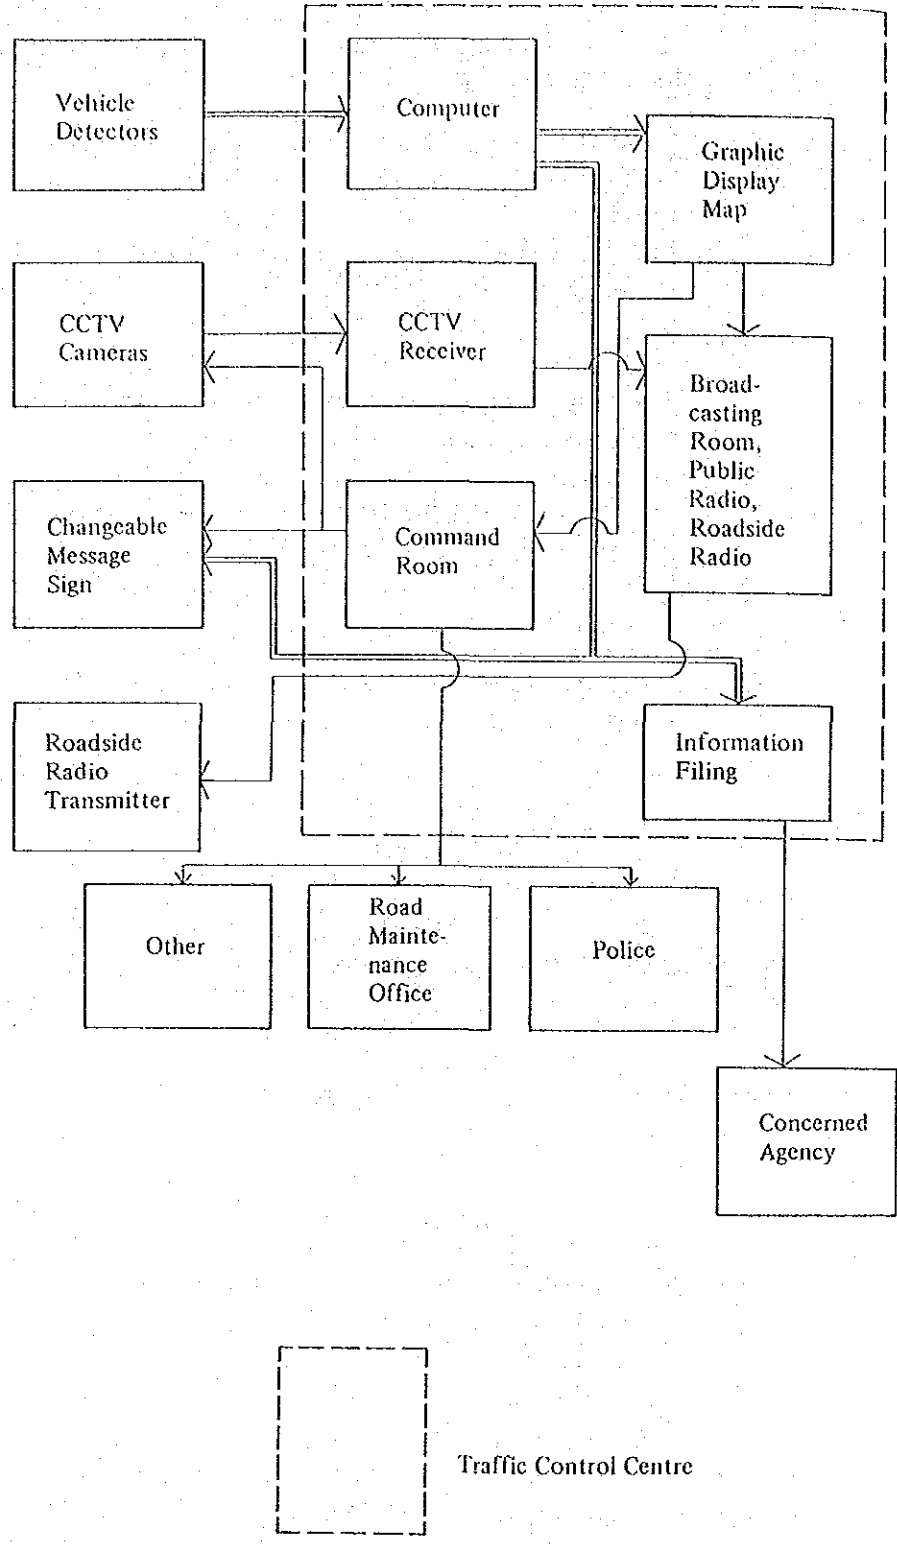 Vehicle
Detectors
Computer
Graphic
Display
Map
CCTV
Cameras
CCTV
Receiver
Broad-
casting
Room,
Public
Radio,
Roadside
Radio
Changeable
Message
Sign
Command
Room
Roadside
Radio
Transmitter
Information
Filing
Other
Road
Mainte-
nance
Office
Police
Concerned
Agency
Traffic Control Centre